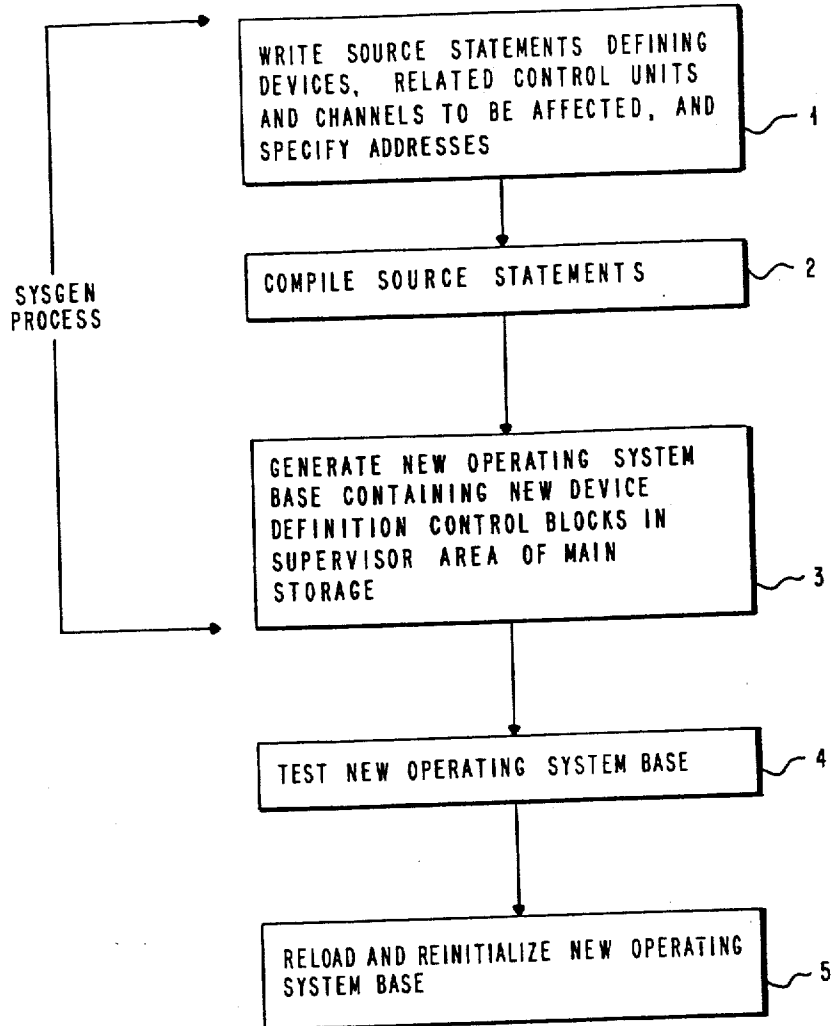 WRITE SOURCE STATEMENTS DEFINING
DEVICES, RELATED CONTROL UNITS
AND CHANNELS TO BE AFFECTED, AND
SPECIFY ADDRESSES
1
COMPILE SOURCE STATEMENTS
2
SYSGEN
PROCESS
GENERATE NEW OPERATING SYSTEM
BASE CONTAINING NEW DEVICE
DEFINITION CONTROL BLOCKS IN
SUPERVISOR AREA OF MAIN
STORAGE
3
TEST NEW OPERATING SYSTEM BASE
4
RELOAD AND REINITIALIZE NEW OPERATING
SYSTEM BASE
5